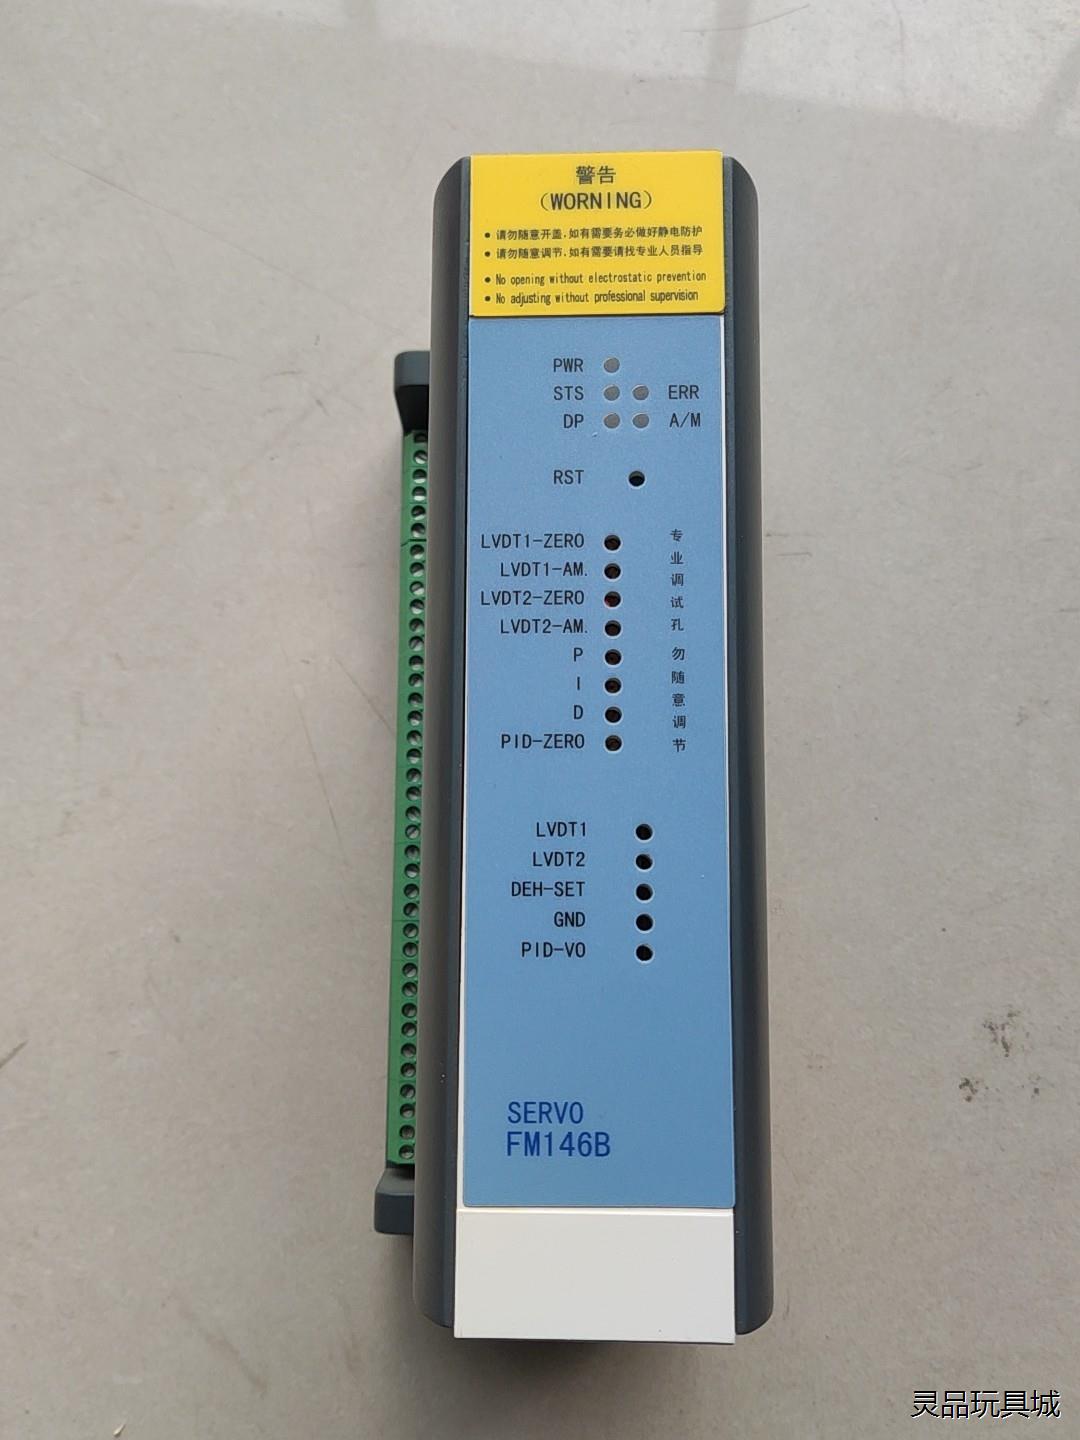 警告
（WORNING）
● 请勿随意开盖,如有需要务必做好静电防护
● 请勿随意调节,如有需要请找专业人员指导
● No opening without electrostatic prevention
● No adjusting without professional supervision
PWR
STS ERR
DP A/M
RST
LVDT1-ZERO
LVDT1-AM.
LVDT2-ZERO
LVDT2-AM.
P
I
D
PID-ZERO
专业调试孔 勿随意调节
LVDT1
LVDT2
DEH-SET
GND
PID-VO
SERVO
FM146B
灵品玩具城